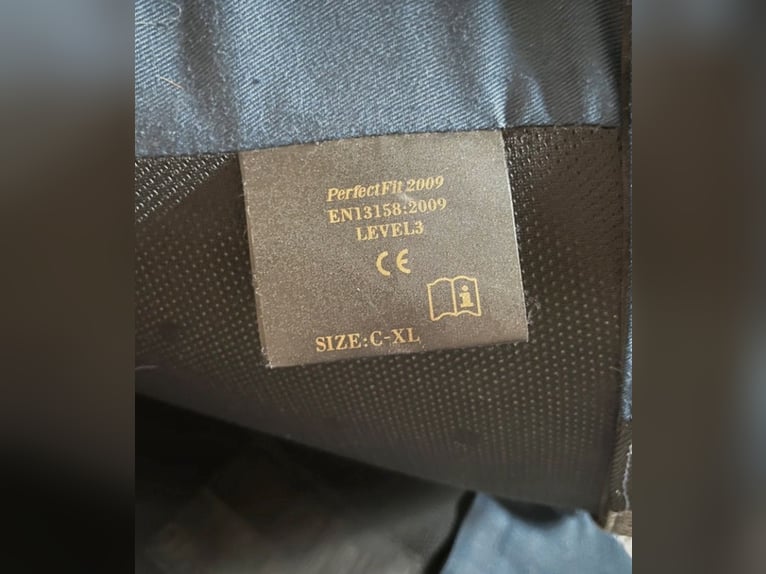 PerfectFit 2009
EN13158:2009
LEVEL3
CE
i
SIZE:C-XL